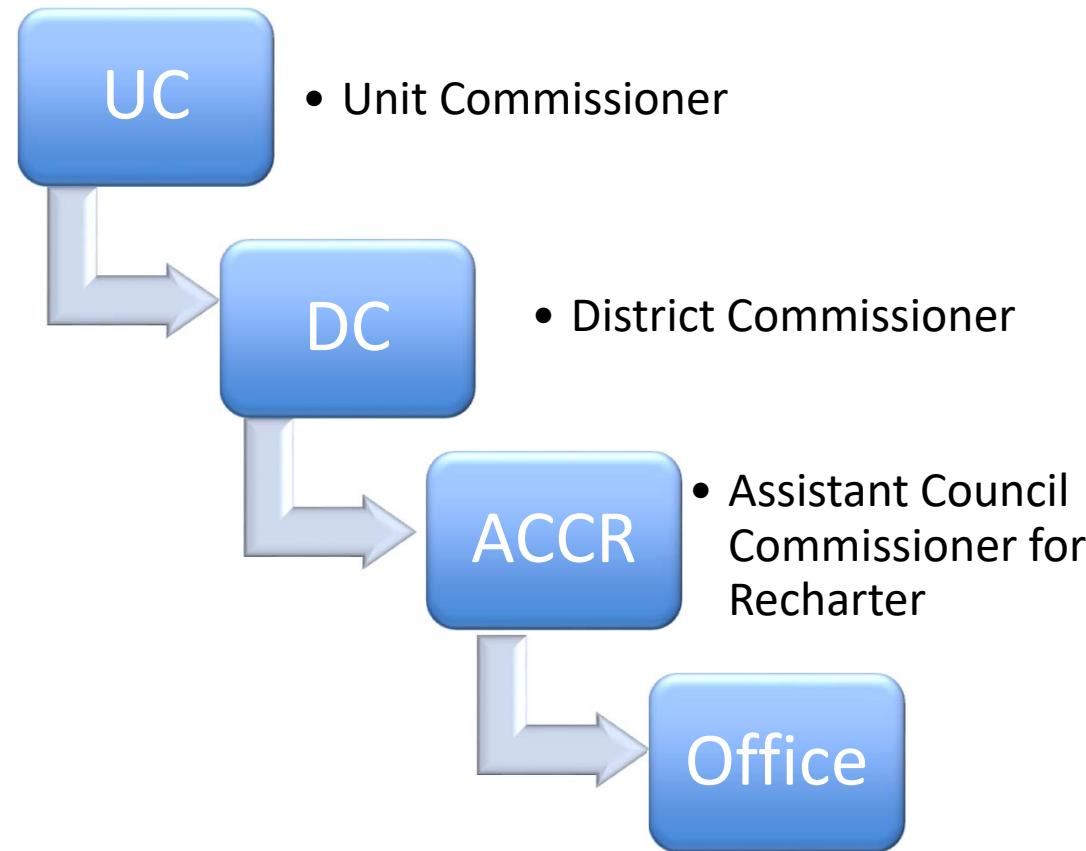 UC
• Unit Commissioner
DC
• District Commissioner
ACCR
• Assistant Council
Commissioner for
Recharter
Office